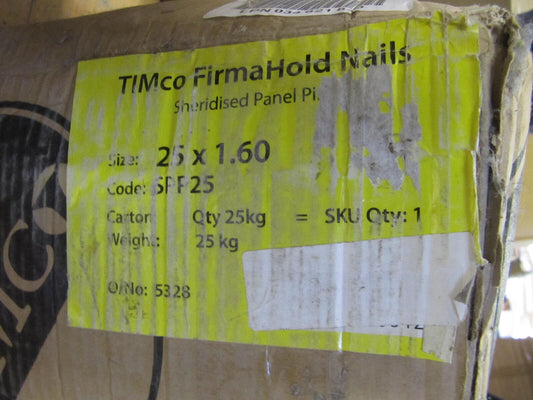 TIMco FirmaHold Nails
Sheridised Panel Pi
Size: 25 x 1.60
Code: SPP25
Carton Qty 25kg = SKU Qty: 1
Weight: 25 kg
O/No: 5328